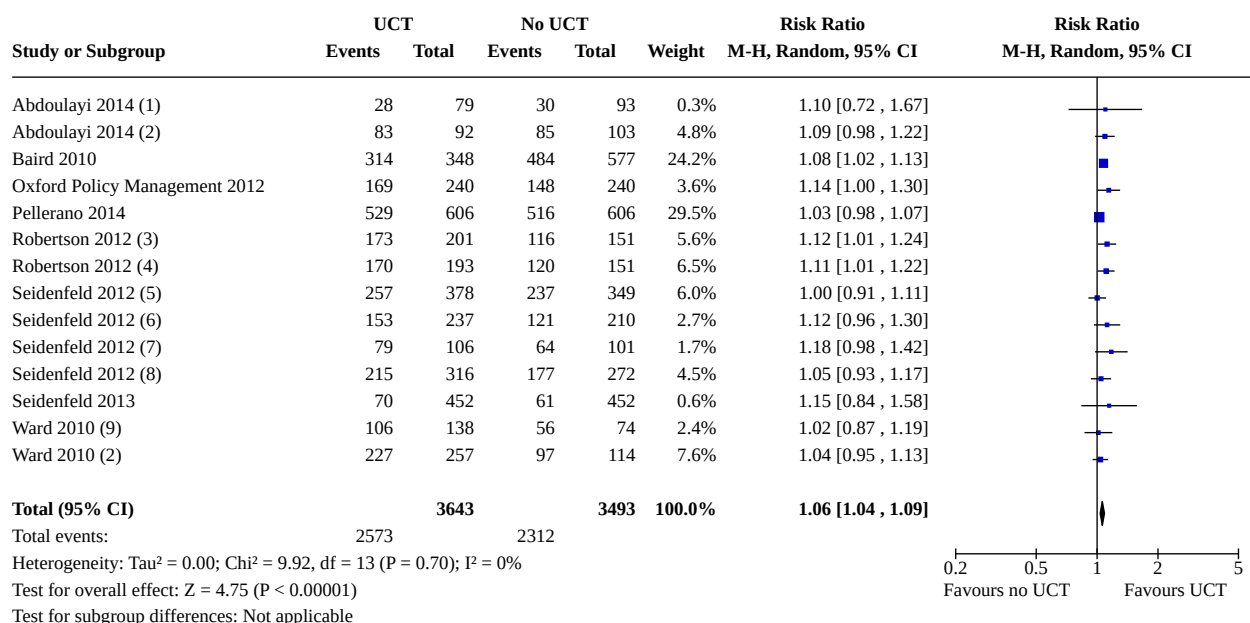 UCT No UCT Risk Ratio Risk Ratio
Study or Subgroup Events Total Events Total Weight M-H, Random, 95% CI M-H, Random, 95% CI
Abdoulayi 2014 (1) 28 79 30 93 0.3% 1.10 [0.72 , 1.67]
Abdoulayi 2014 (2) 83 92 85 103 4.8% 1.09 [0.98 , 1.22]
Baird 2010 314 348 484 577 24.2% 1.08 [1.02 , 1.13]
Oxford Policy Management 2012 169 240 148 240 3.6% 1.14 [1.00 , 1.30]
Pellerano 2014 529 606 516 606 29.5% 1.03 [0.98 , 1.07]
Robertson 2012 (3) 173 201 116 151 5.6% 1.12 [1.01 , 1.24]
Robertson 2012 (4) 170 193 120 151 6.5% 1.11 [1.01 , 1.22]
Seidenfeld 2012 (5) 257 378 237 349 6.0% 1.00 [0.91 , 1.11]
Seidenfeld 2012 (6) 153 237 121 210 2.7% 1.12 [0.96 , 1.30]
Seidenfeld 2012 (7) 79 106 64 101 1.7% 1.18 [0.98 , 1.42]
Seidenfeld 2012 (8) 215 316 177 272 4.5% 1.05 [0.93 , 1.17]
Seidenfeld 2013 70 452 61 452 0.6% 1.15 [0.84 , 1.58]
Ward 2010 (9) 106 138 56 74 2.4% 1.02 [0.87 , 1.19]
Ward 2010 (2) 227 257 97 114 7.6% 1.04 [0.95 , 1.13]
Total (95% CI) 3643 3493 100.0% 1.06 [1.04 , 1.09]
Total events: 2573 2312
Heterogeneity: Tau² = 0.00; Chi² = 9.92, df = 13 (P = 0.70); I² = 0%
0.2 0.5 1 2 5
Test for overall effect: Z = 4.75 (P < 0.00001) Favours no UCT Favours UCT
Test for subgroup differences: Not applicable